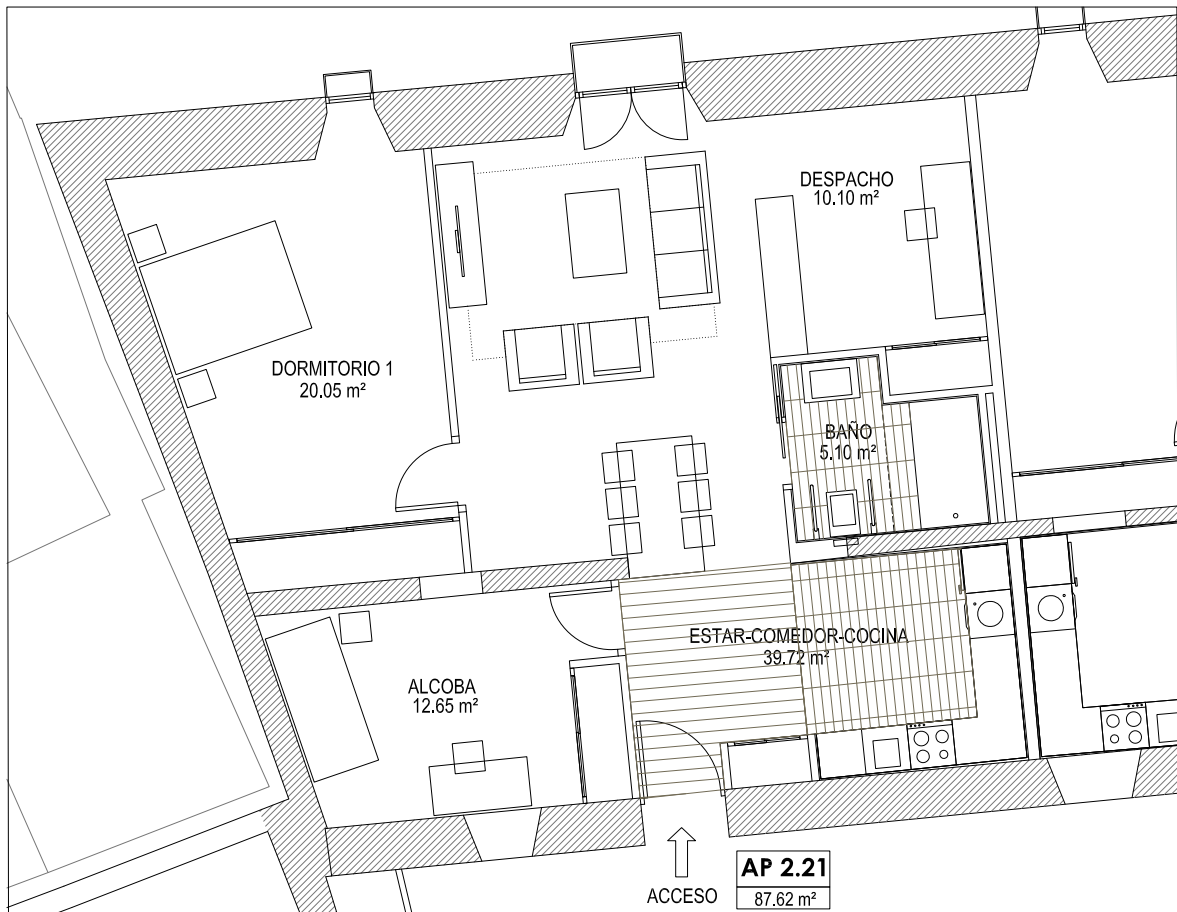 DESPACHO
10.10 m²
DORMITORIO 1
20.05 m²
BAÑO
5.10 m²
ESTAR-COMEDOR-COCINA
39.72 m²
ALCOBA
12.65 m²
ACCESO
AP 2.21
87.62 m²